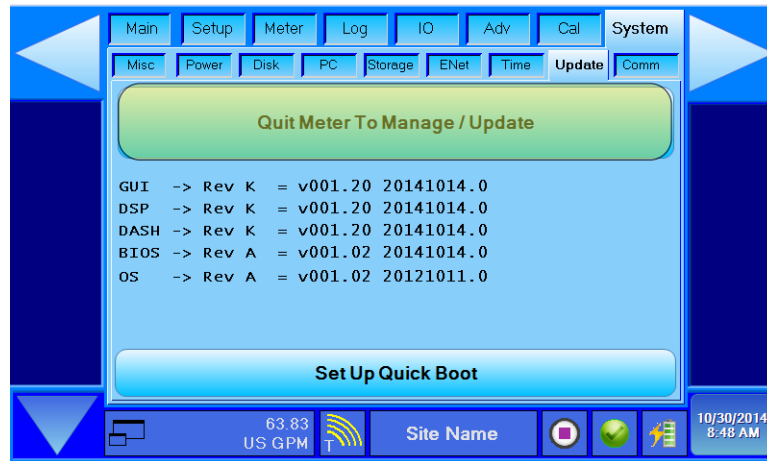 Main Setup Meter Log IO Adv Cal System
Misc Power Disk PC Storage ENet Time Update Comm
Quit Meter To Manage / Update
GUI -> Rev K = v001.20 20141014.0
DSP -> Rev K = v001.20 20141014.0
DASH -> Rev K = v001.20 20141014.0
BIOS -> Rev A = v001.02 20141014.0
OS -> Rev A = v001.02 20121011.0
Set Up Quick Boot
63.83
US GPM
T
Site Name
10/30/2014
8:48 AM